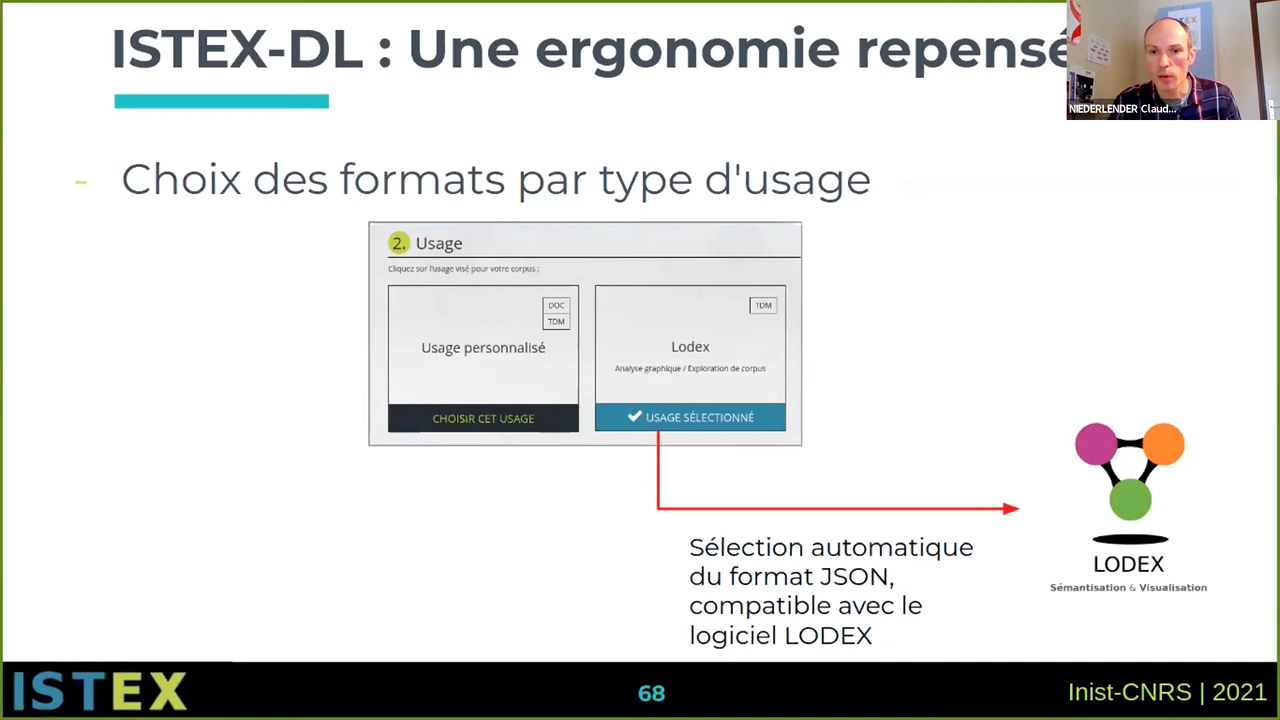 ISTEX-DL : Une ergonomie repensé
NIEDERLENDER Claud...
- Choix des formats par type d'usage
2. Usage
Cliquez sur l'usage visé pour votre corpus :
DOC
TDM
Usage personnalisé
CHOISIR CET USAGE
TDM
Lodex
Analyse graphique / Exploration de corpus
USAGE SÉLECTIONNÉ
Sélection automatique
du format JSON,
compatible avec le
logiciel LODEX
LODEX
Sémantisation & Visualisation
ISTEX
68
Inist-CNRS | 2021